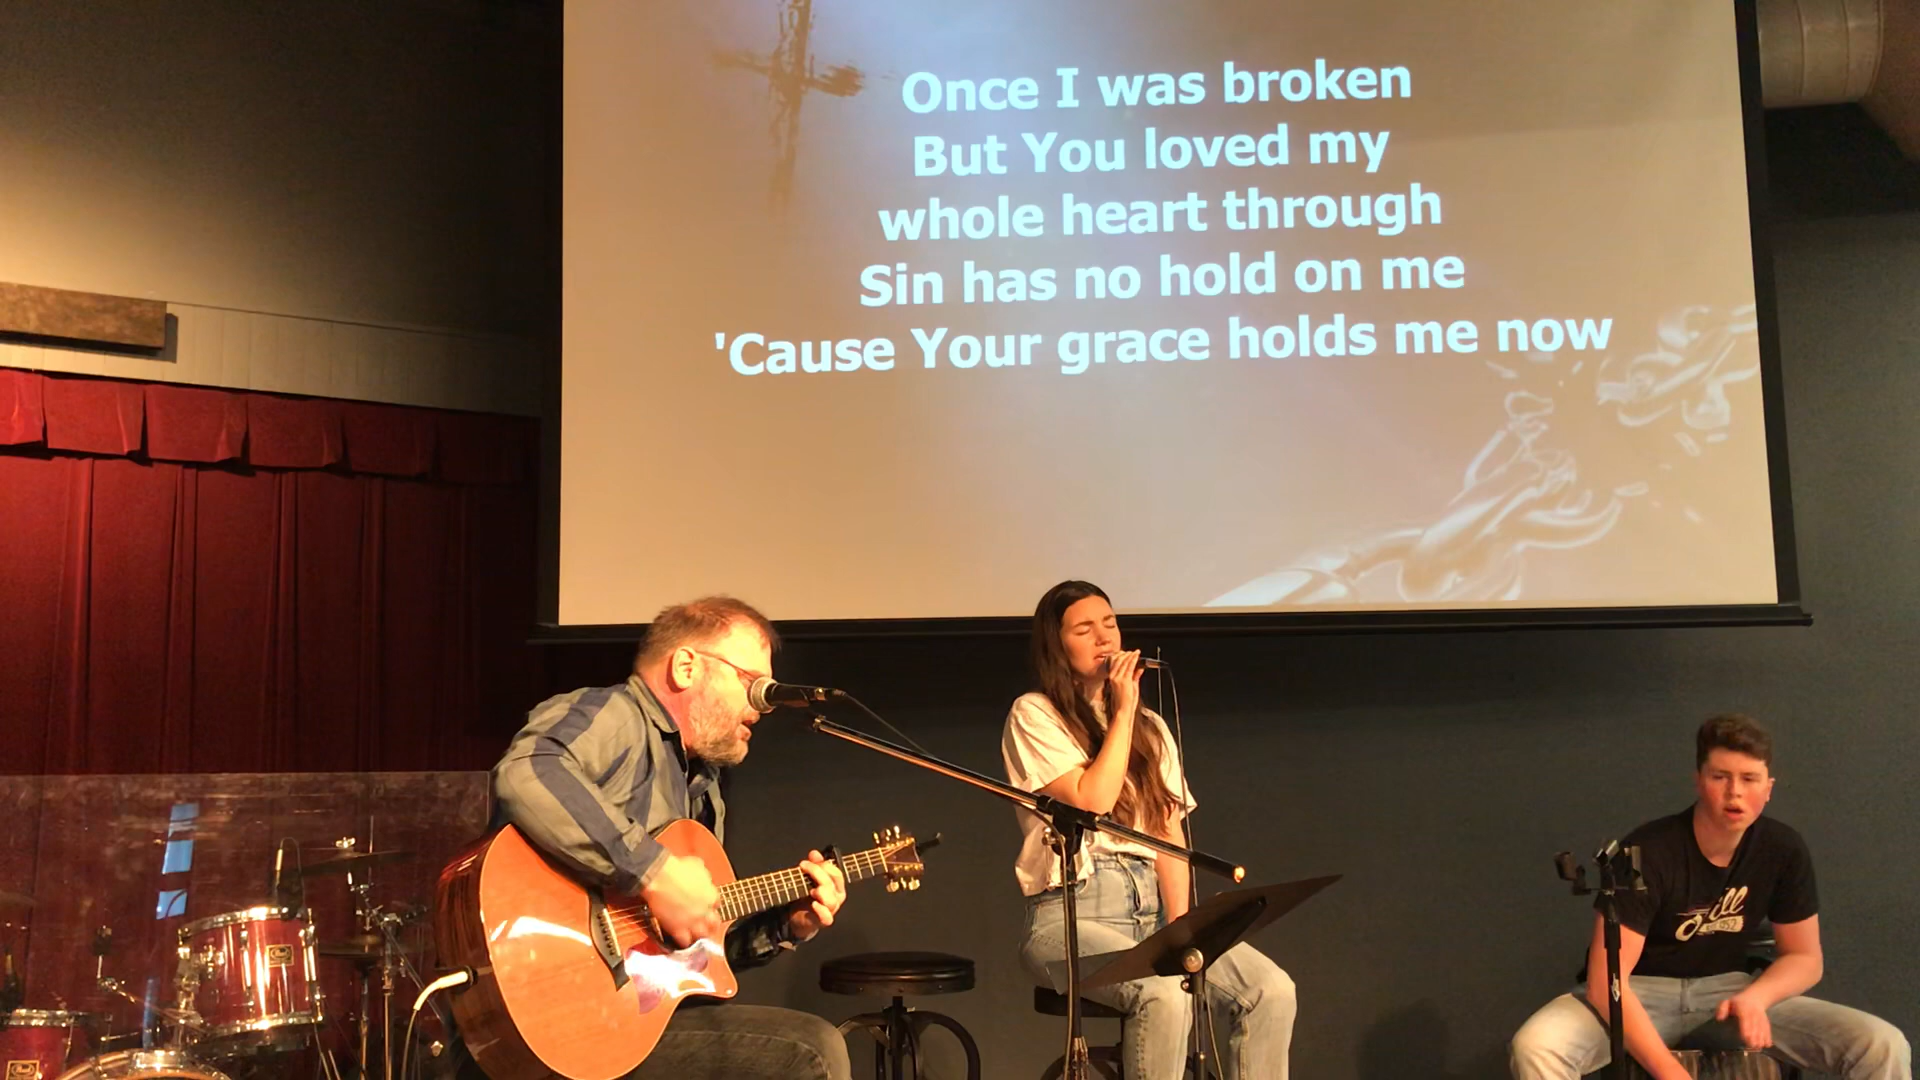 Once I was broken
But You loved my
whole heart through
Sin has no hold on me
'Cause Your grace holds me now